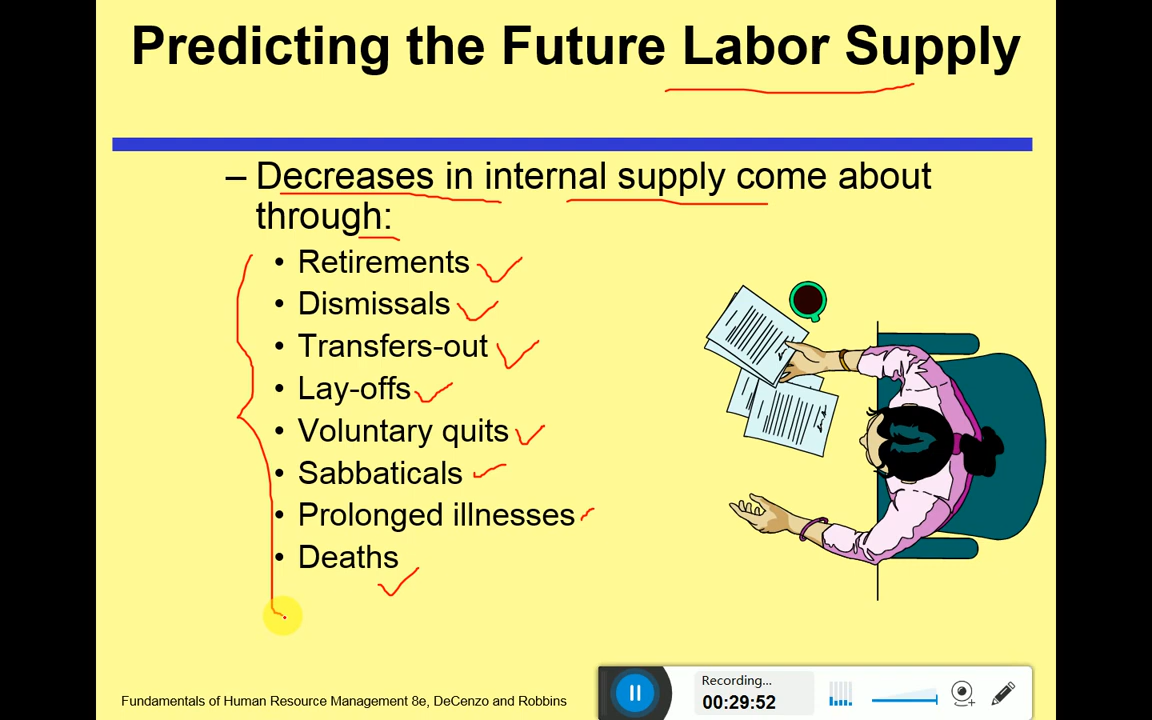 Predicting the Future Labor Supply
– Decreases in internal supply come about
through:
• Retirements
• Dismissals
• Transfers-out
• Lay-offs
• Voluntary quits
• Sabbaticals
• Prolonged illnesses
• Deaths
Fundamentals of Human Resource Management 8e, DeCenzo and Robbins
Recording...
00:29:52